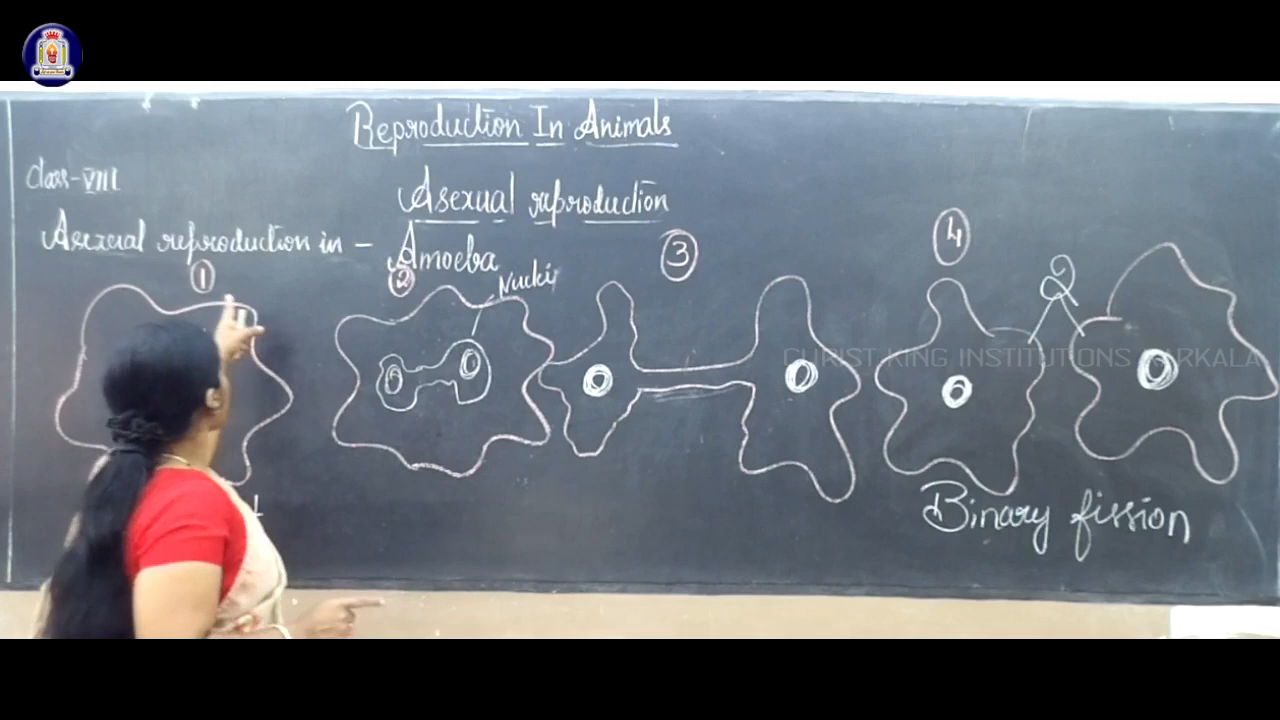 Reproduction In Animals
Class-VIII
Asexual reproduction
Asexual reproduction in - Amoeba
1
2
3
4
Nuclei
2
CHRIST KING INSTITUTIONS KARKALA
Binary fission